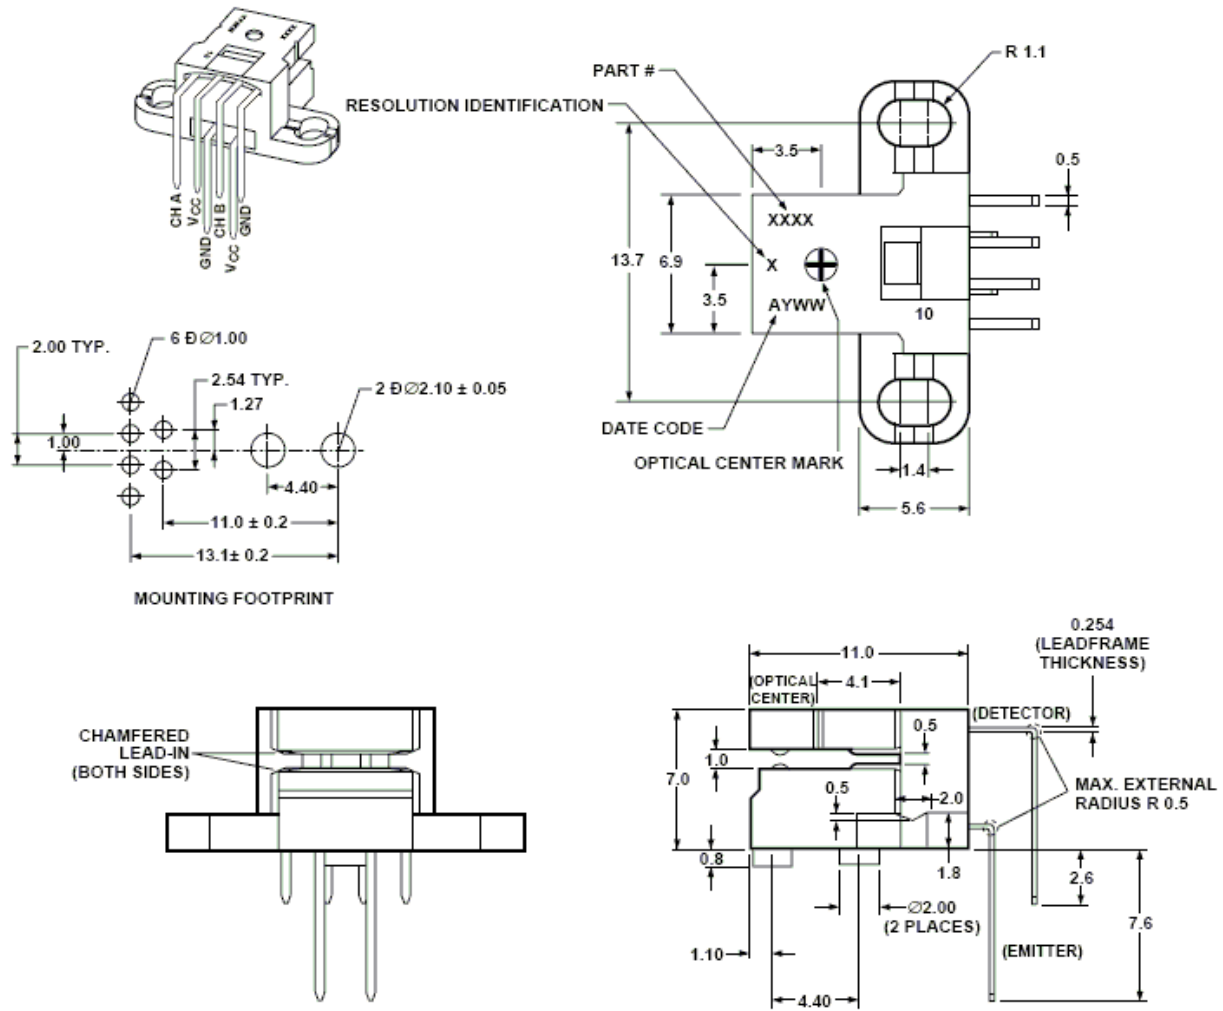 CH A
VCC
GND
CH B
VCC
GND
PART #
RESOLUTION IDENTIFICATION
R 1.1
3.5
0.5
XXXX
13.7
6.9
X
3.5
AYWW
10
DATE CODE
OPTICAL CENTER MARK
1.4
5.6
2.00 TYP.
6 Ð ∅1.00
2.54 TYP.
1.27
2 Ð∅2.10 ± 0.05
1.00
4.40
11.0 ± 0.2
13.1± 0.2
MOUNTING FOOTPRINT
CHAMFERED
LEAD-IN
(BOTH SIDES)
0.254
(LEADFRAME
THICKNESS)
11.0
(OPTICAL
CENTER)
4.1
(DETECTOR)
0.5
1.0
7.0
MAX. EXTERNAL
RADIUS R 0.5
0.5
2.0
0.8
1.8
2.6
∅2.00
(2 PLACES)
7.6
1.10
(EMITTER)
4.40